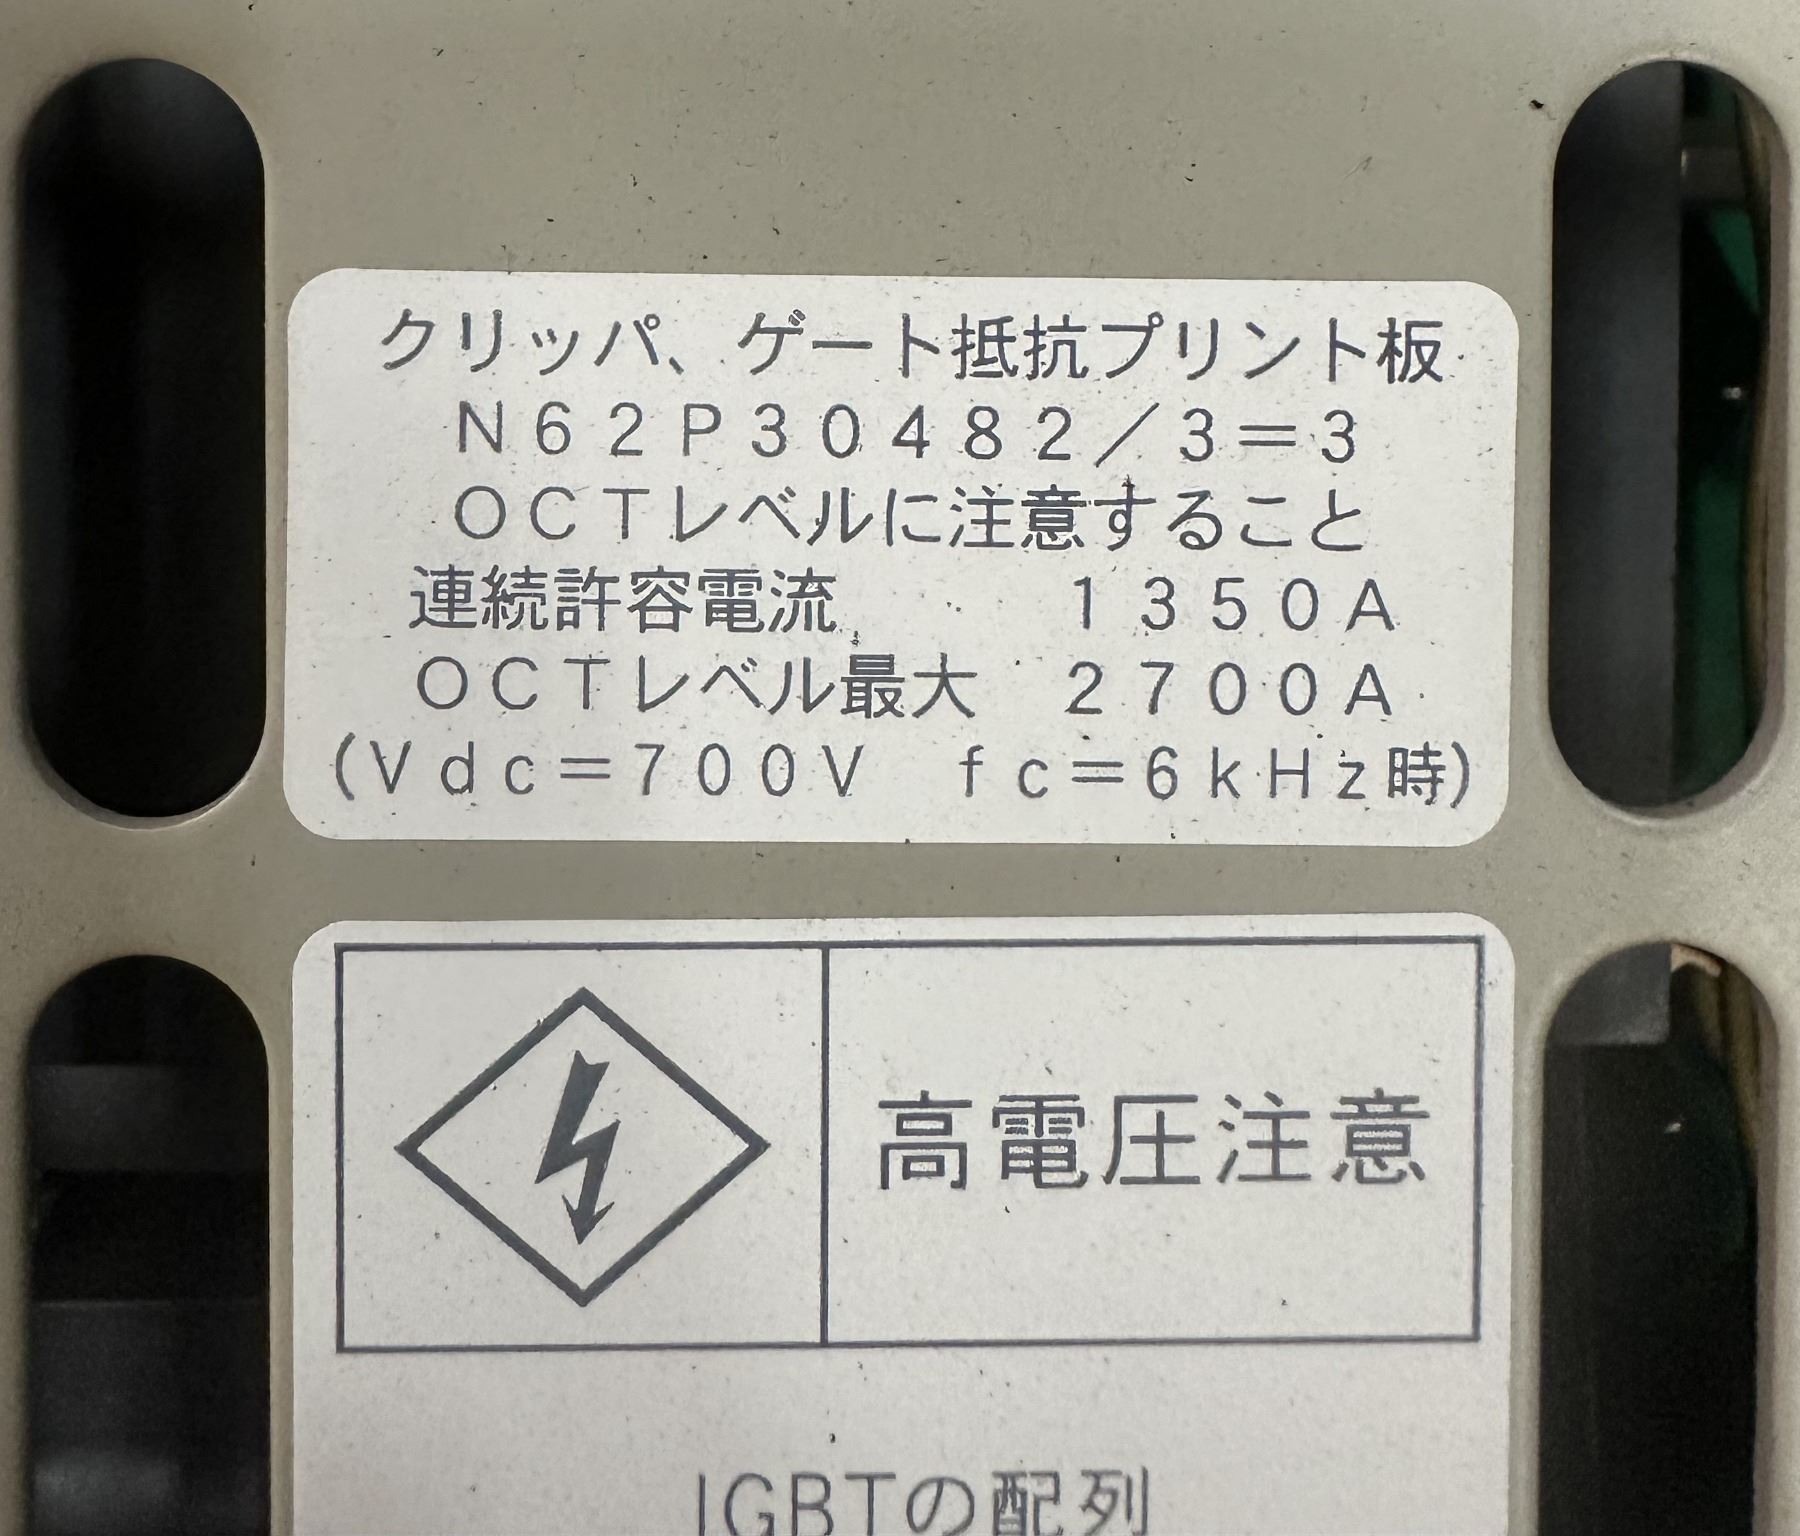 クリッパ、ゲート抵抗プリント板
N62P30482/3=3
OCTレベルに注意すること
連続許容電流 1350A
OCTレベル最大 2700A
(Vdc=700V fc=6kHz時)
高電圧注意
IGBTの配列